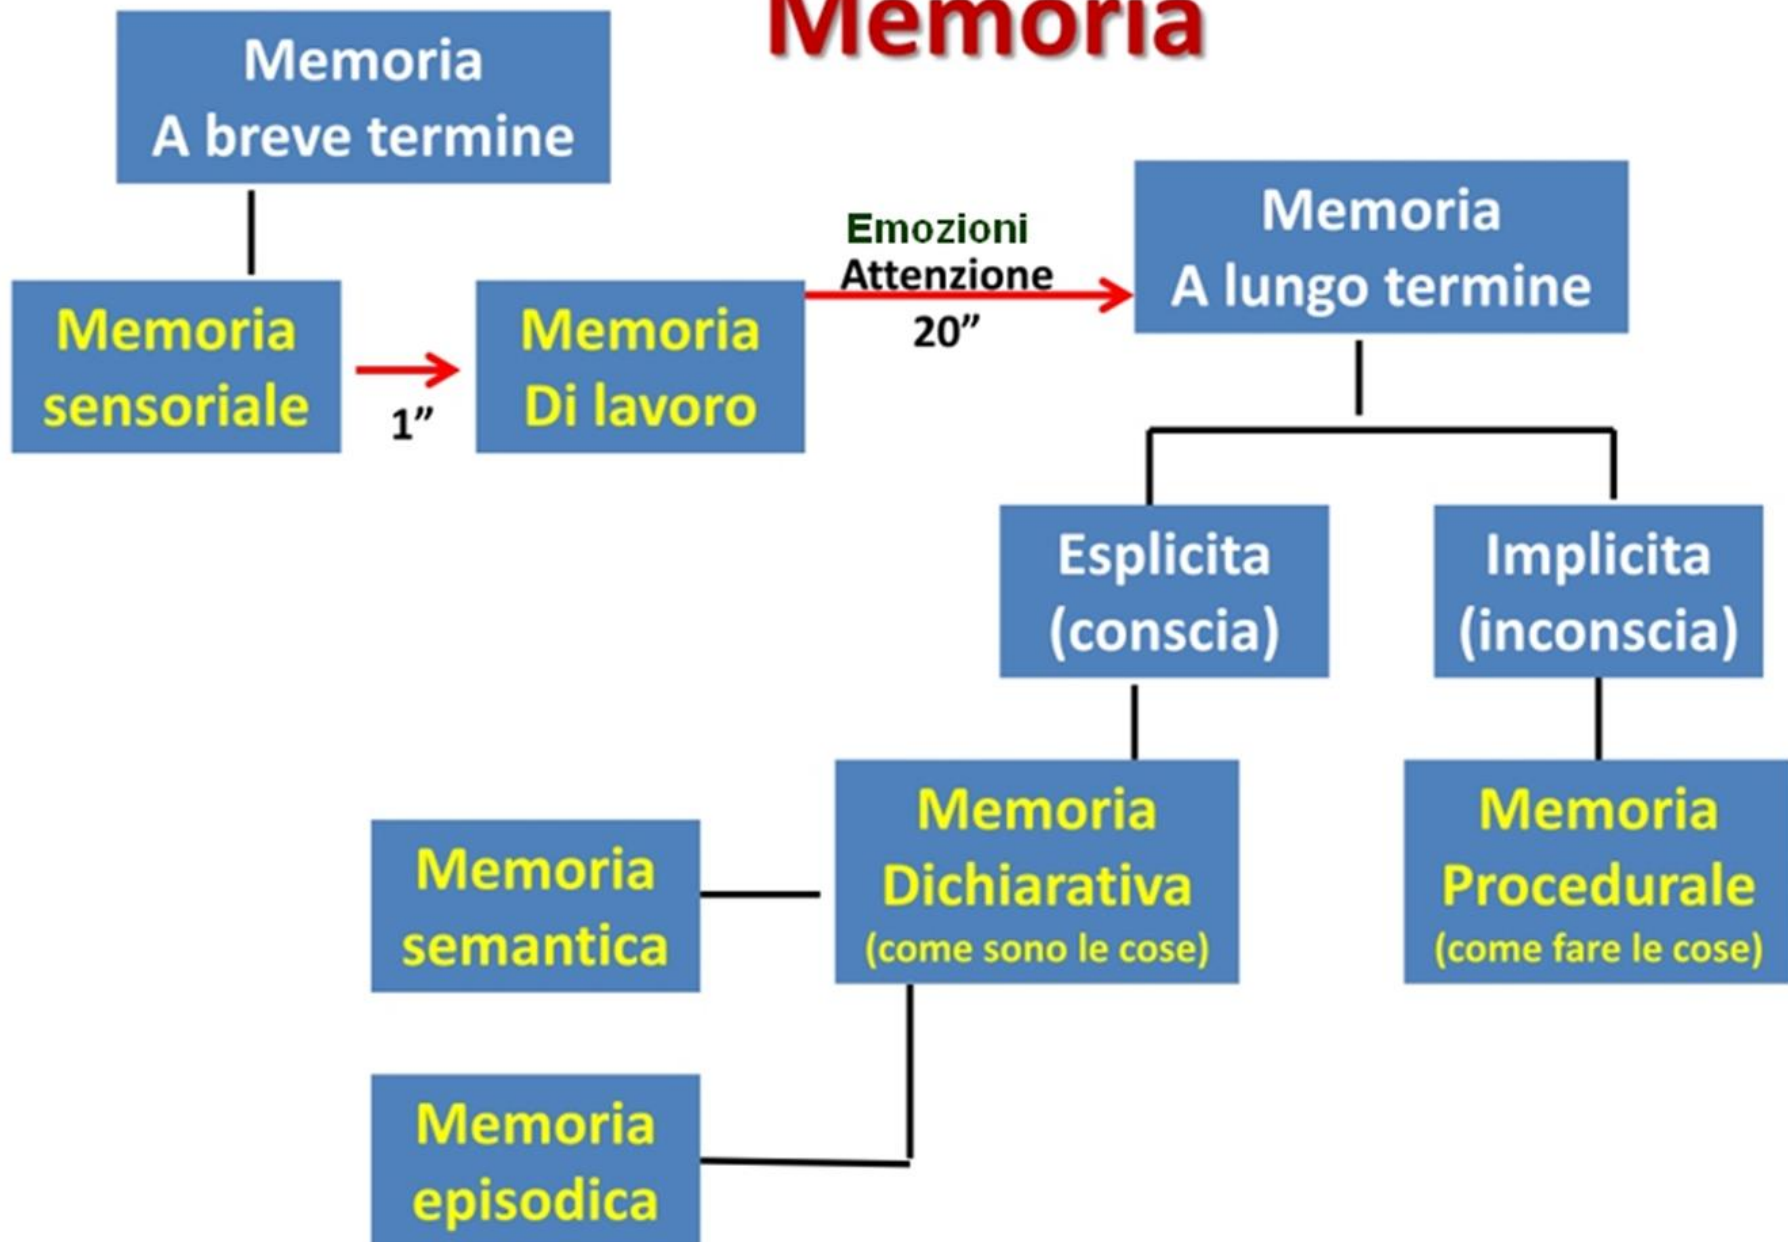 Memoria
Memoria
A breve termine
Memoria
sensoriale
1”
Memoria
Di lavoro
Emozioni
Attenzione
20”
Memoria
A lungo termine
Esplicita
(conscia)
Implicita
(inconscia)
Memoria
Dichiarativa
(come sono le cose)
Memoria
Procedurale
(come fare le cose)
Memoria
semantica
Memoria
episodica